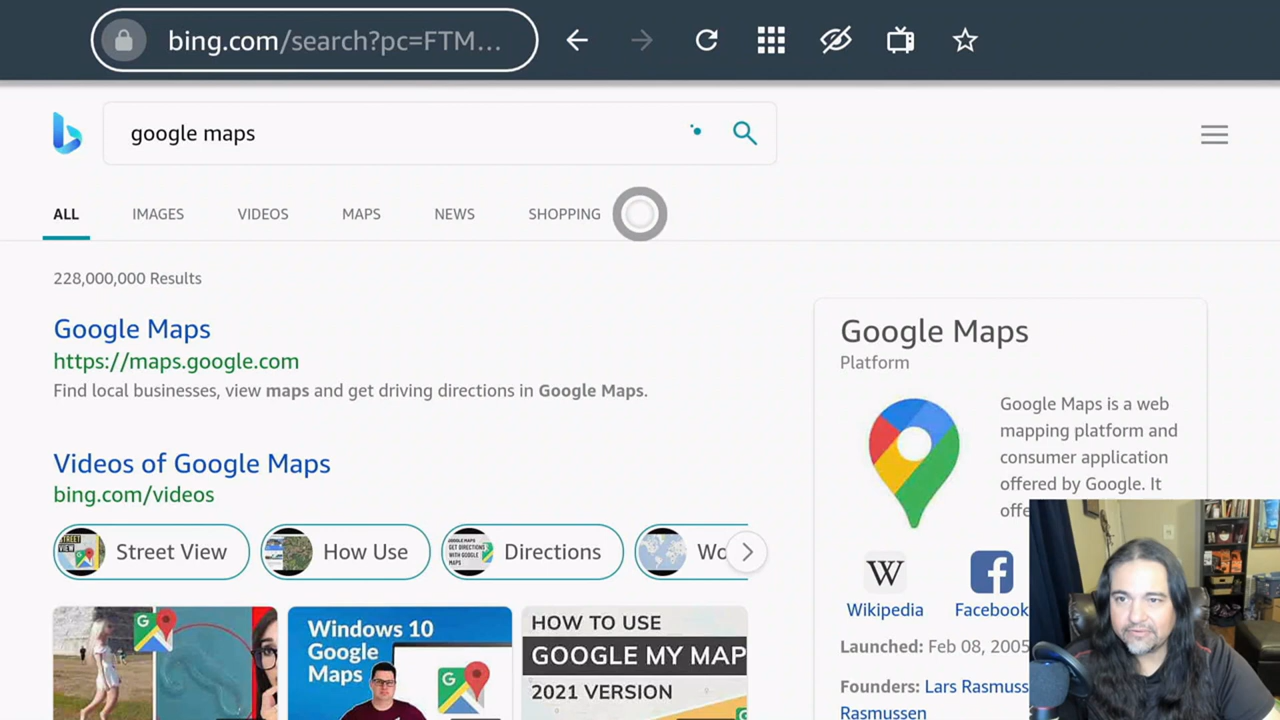 bing.com/search?pc=FTM...
google maps
ALL IMAGES VIDEOS MAPS NEWS SHOPPING
228,000,000 Results
Google Maps
https://maps.google.com
Find local businesses, view maps and get driving directions in Google Maps.
Videos of Google Maps
bing.com/videos
Street View How Use Directions Wo
Windows 10
Google
Maps
HOW TO USE
GOOGLE MY MAP
2021 VERSION
Google Maps
Platform
Google Maps is a web
mapping platform and
consumer application
offered by Google. It
offe
W
Wikipedia Facebook
Launched: Feb 08, 2005
Founders: Lars Rasmuss
Rasmussen